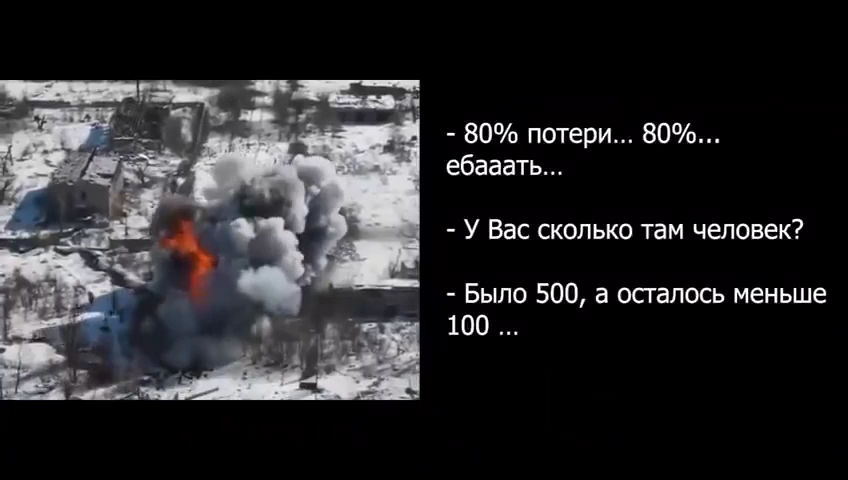 - 80% потери... 80%...
ебааать...
- У Вас сколько там человек?
- Было 500, а осталось меньше
100 ...